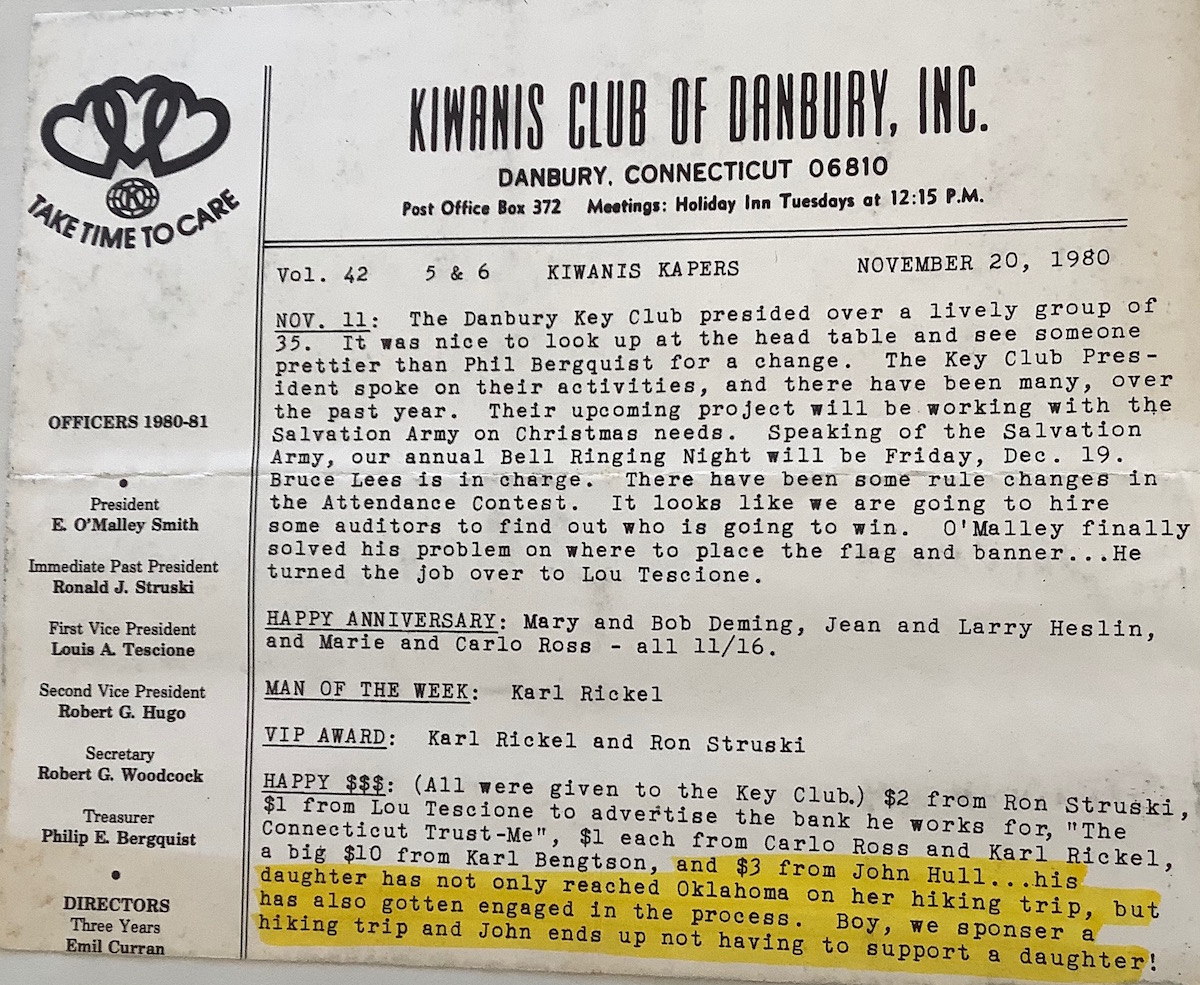 KIWANIS CLUB OF DANBURY, INC.
DANBURY, CONNECTICUT 06810
Post Office Box 372 Meetings: Holiday Inn Tuesdays at 12:15 P.M.
TAKE TIME TO CARE
K
OFFICERS 1980-81
President
E. O'Malley Smith
Immediate Past President
Ronald J. Struski
First Vice President
Louis A. Tescione
Second Vice President
Robert G. Hugo
Secretary
Robert G. Woodcock
Treasurer
Philip E. Bergquist
DIRECTORS
Three Years
Emil Curran
Vol. 42 5 & 6 KIWANIS KAPERS NOVEMBER 20, 1980
NOV. 11: The Danbury Key Club presided over a lively group of
35. It was nice to look up at the head table and see someone
prettier than Phil Bergquist for a change. The Key Club Pres-
ident spoke on their activities, and there have been many, over
the past year. Their upcoming project will be working with the
Salvation Army on Christmas needs. Speaking of the Salvation
Army, our annual Bell Ringing Night will be Friday, Dec. 19.
Bruce Lees is in charge. There have been some rule changes in
the Attendance Contest. It looks like we are going to hire
some auditors to find out who is going to win. O'Malley finally
solved his problem on where to place the flag and banner...He
turned the job over to Lou Tescione.
HAPPY ANNIVERSARY: Mary and Bob Deming, Jean and Larry Heslin,
and Marie and Carlo Ross - all 11/16.
MAN OF THE WEEK: Karl Rickel
VIP AWARD: Karl Rickel and Ron Struski
HAPPY $$$: (All were given to the Key Club.) $2 from Ron Struski,
$1 from Lou Tescione to advertise the bank he works for, "The
Connecticut Trust-Me", $1 each from Carlo Ross and Karl Rickel,
a big $10 from Karl Bengtson, and $3 from John Hull...his
daughter has not only reached Oklahoma on her hiking trip, but
has also gotten engaged in the process. Boy, we sponser a
hiking trip and John ends up not having to support a daughter!